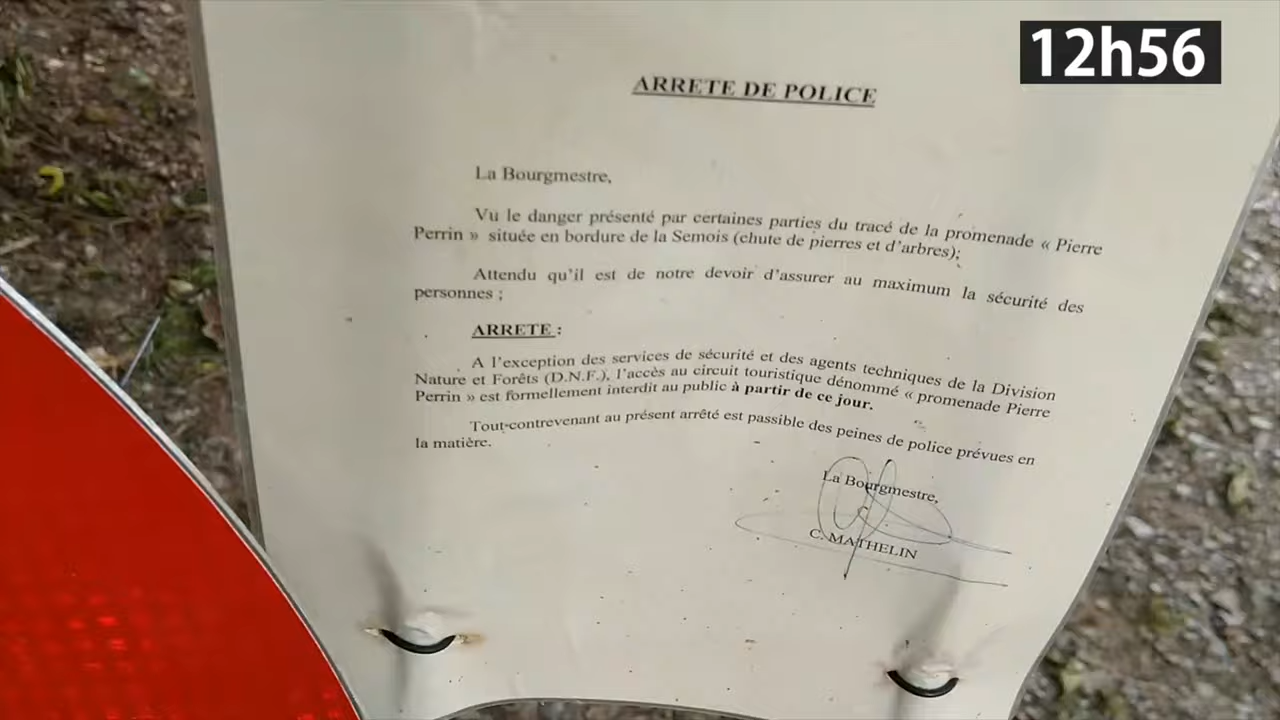 12h56
ARRETE DE POLICE
La Bourgmestre,
Vu le danger présenté par certaines parties du tracé de la promenade « Pierre
Perrin » située en bordure de la Semois (chute de pierres et d'arbres);
Attendu qu'il est de notre devoir d'assurer au maximum la sécurité des
personnes ;
ARRETE :
A l'exception des services de sécurité et des agents techniques de la Division
Nature et Forêts (D.N.F.), l'accès au circuit touristique dénommé « promenade Pierre
Perrin » est formellement interdit au public à partir de ce jour.
Tout contrevenant au présent arrêté est passible des peines de police prévues en
la matière.
La Bourgmestre,
C. MATHELIN